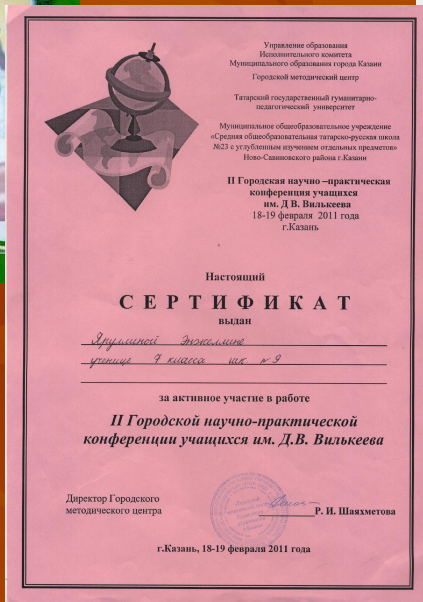 Управление образования
Исполнительного комитета
Муниципального образования города Казани
Городской методический центр
Татарский государственный гуманитарно-
педагогический университет
Муниципальное общеобразовательное учреждение
«Средняя общеобразовательная татарско-русская школа
№23 с углубленным изучением отдельных предметов»
Ново-Савиновского района г.Казани
II Городская научно –практическая
конференция учащихся
им. Д В. Вилькеева
18-19 февраля 2011 года
г.Казань
Настоящий
СЕРТИФИКАТ
выдан
Яруллиной Энжелине
ученице 7 класса шк №9
за активное участие в работе
II Городской научно-практической
конференции учащихся им. Д.В. Вилькеева
Директор Городского
методического центра
Р. И. Шаяхметова
г.Казань, 18-19 февраля 2011 года